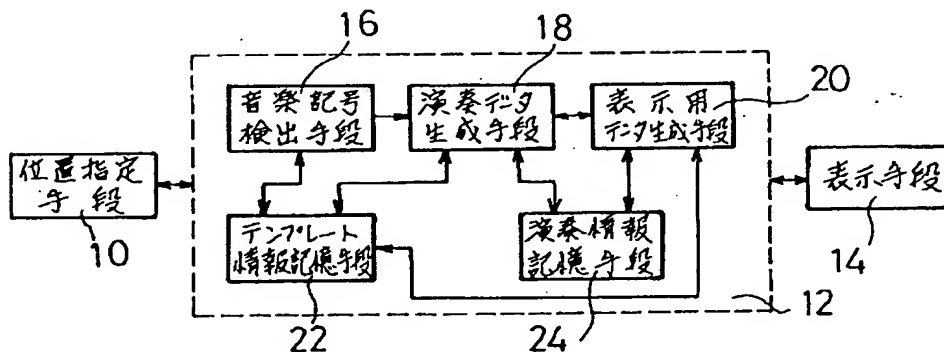 16
18
20
音楽記号
検出手段
演奏データ
生成手段
表示用
データ生成手段
位置指定
手段
10
表示手段
14
テンプレート
情報記憶手段
22
演奏情報
記憶手段
24
12